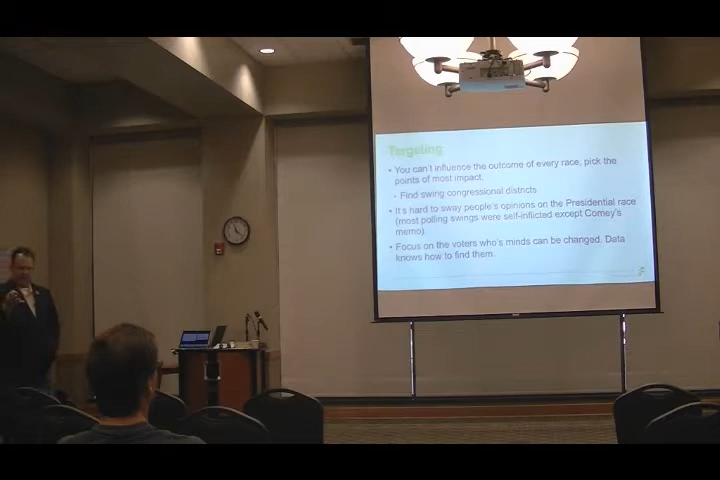 Targeting
• You can't influence the outcome of every race, pick the
points of most impact.
• Find swing congressional districts
• It's hard to sway people's opinions on the Presidential race
(most polling swings were self-inflicted except Comey's
memo)
• Focus on the voters who's minds can be changed. Data
knows how to find them.